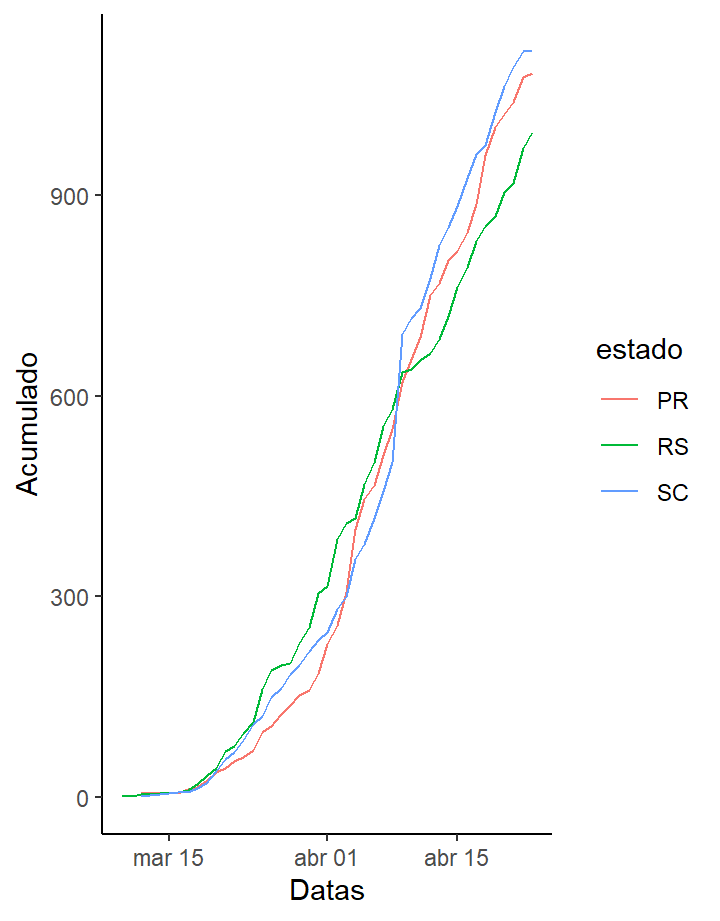 Acumulado
900
600
300
0
mar 15
abr 01
abr 15
Datas
estado
PR
RS
SC